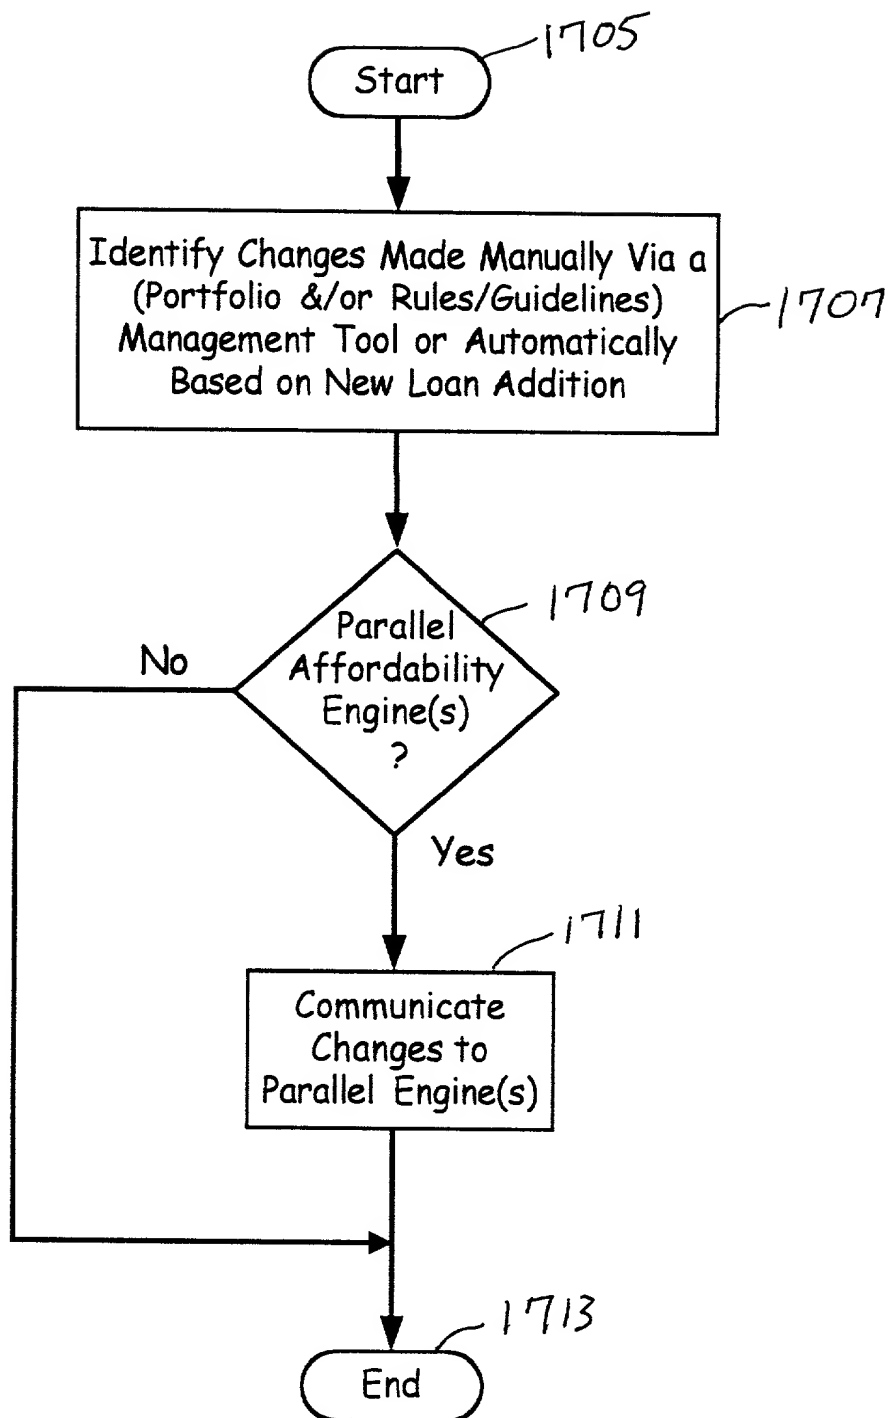 1705
Start
Identify Changes Made Manually Via a
(Portfolio &/or Rules/Guidelines)
Management Tool or Automatically
Based on New Loan Addition
1707
1709
Parallel
Affordability
Engine(s)
?
No
Yes
1711
Communicate
Changes to
Parallel Engine(s)
1713
End